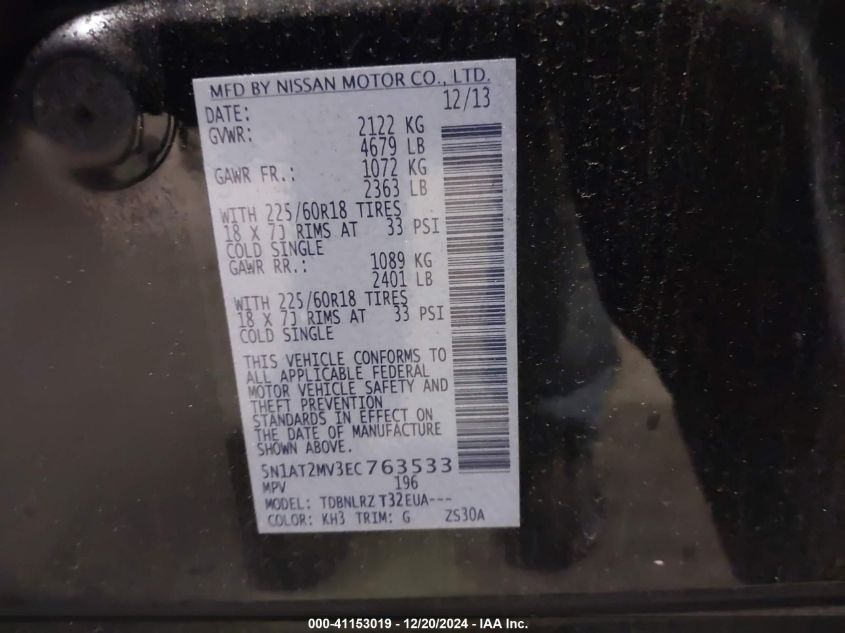 MFD BY NISSAN MOTOR CO., LTD.
DATE: 12/13
GVWR: 2122 KG
4679 LB
GAWR FR.: 1072 KG
2363 LB
WITH 225/60R18 TIRES
18 X 7J RIMS AT 33 PSI
COLD SINGLE
GAWR RR.: 1089 KG
2401 LB
WITH 225/60R18 TIRES
18 X 7J RIMS AT 33 PSI
COLD SINGLE
THIS VEHICLE CONFORMS TO
ALL APPLICABLE FEDERAL
MOTOR VEHICLE SAFETY AND
THEFT PREVENTION
STANDARDS IN EFFECT ON
THE DATE OF MANUFACTURE
SHOWN ABOVE.
5N1AT2MV3EC763533
MPV 196
MODEL: TDBNLRZ T32EUA---
COLOR: KH3 TRIM: G ZS30A
000-41153019 - 12/20/2024 - IAA Inc.